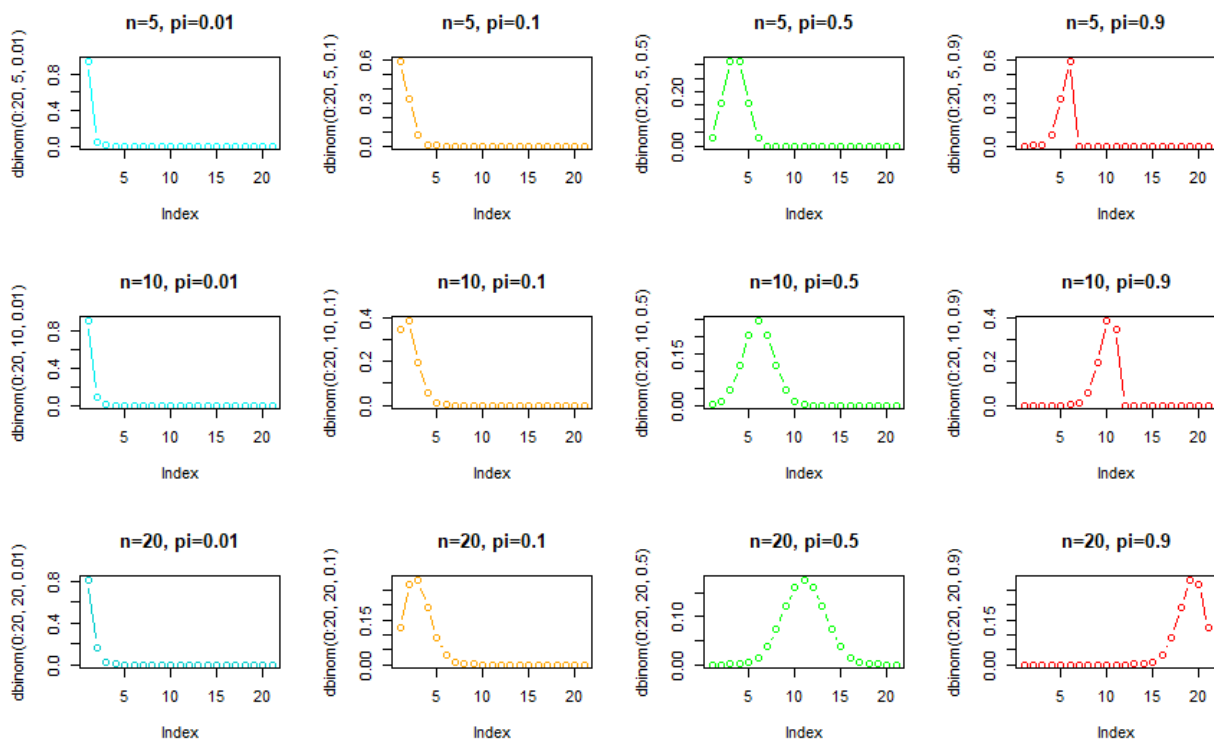 n=5, pi=0.01
dbinom(0:20, 5, 0.01)
0.0 0.4 0.8
5 10 15 20
Index
n=5, pi=0.1
dbinom(0:20, 5, 0.1)
0.0 0.3 0.6
5 10 15 20
Index
n=5, pi=0.5
dbinom(0:20, 5, 0.5)
0.00 0.20
5 10 15 20
Index
n=5, pi=0.9
dbinom(0:20, 5, 0.9)
0.0 0.3 0.6
5 10 15 20
Index
n=10, pi=0.01
dbinom(0:20, 10, 0.01)
0.0 0.4 0.8
5 10 15 20
Index
n=10, pi=0.1
dbinom(0:20, 10, 0.1)
0.0 0.2 0.4
5 10 15 20
Index
n=10, pi=0.5
dbinom(0:20, 10, 0.5)
0.00 0.15
5 10 15 20
Index
n=10, pi=0.9
dbinom(0:20, 10, 0.9)
0.0 0.2 0.4
5 10 15 20
Index
n=20, pi=0.01
dbinom(0:20, 20, 0.01)
0.0 0.4 0.8
5 10 15 20
Index
n=20, pi=0.1
dbinom(0:20, 20, 0.1)
0.00 0.15
5 10 15 20
Index
n=20, pi=0.5
dbinom(0:20, 20, 0.5)
0.00 0.10
5 10 15 20
Index
n=20, pi=0.9
dbinom(0:20, 20, 0.9)
0.00 0.15
5 10 15 20
Index